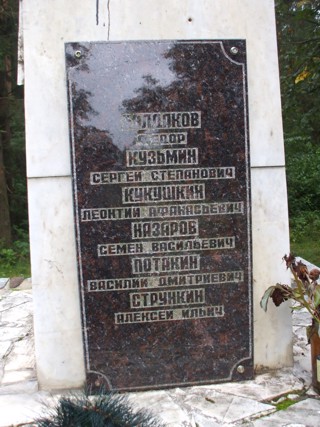 КУЗЬМИН
СЕРГЕЙ СТЕПАНОВИЧ
КУКУШКИН
ЛЕОНТИЙ АФАНАСЬЕВИЧ
НАЗАРОВ
СЕМЕН ВАСИЛЬЕВИЧ
ПОТАКИН
ВАСИЛИЙ ДМИТРИЕВИЧ
СТРУНКИН
АЛЕКСЕЙ ИЛЬИЧ